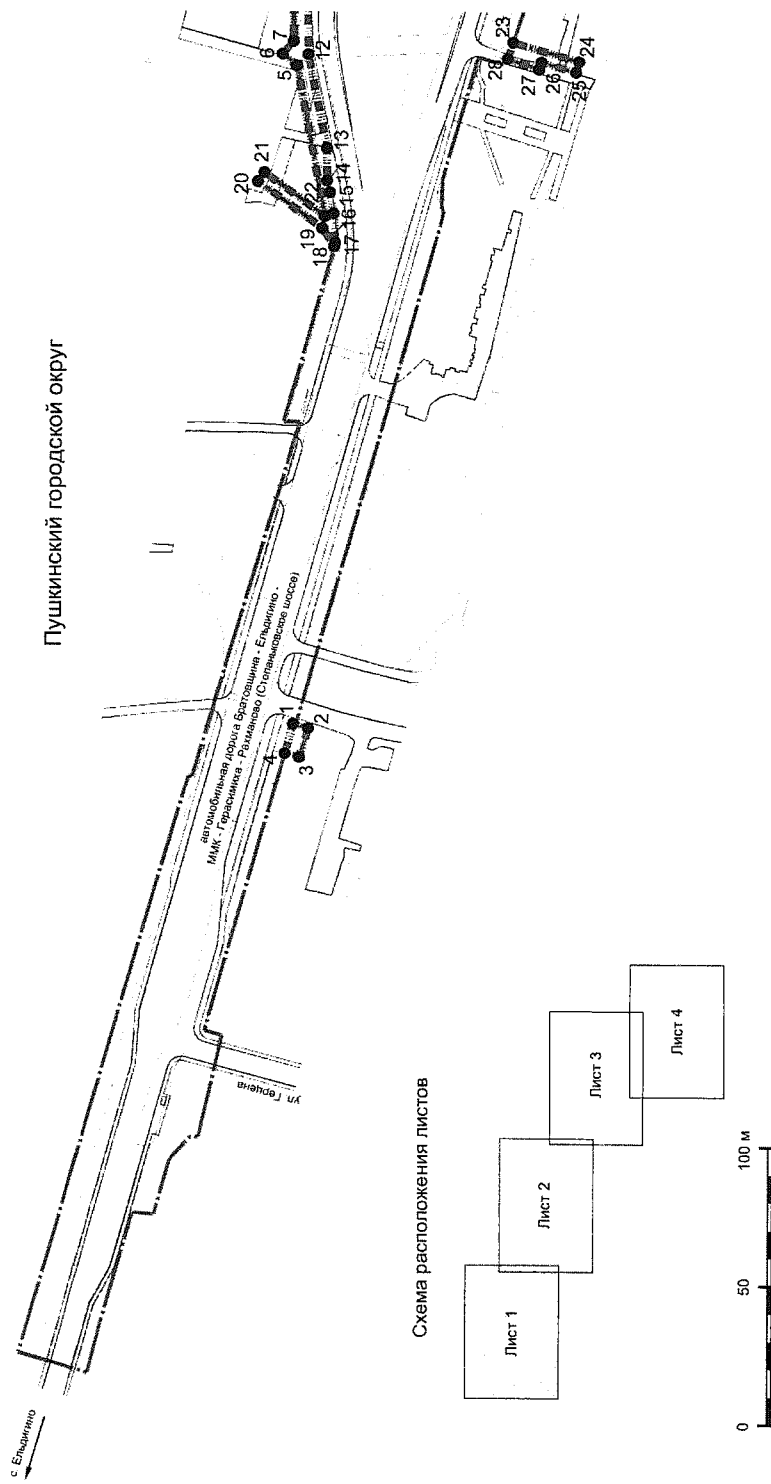 Пушкинский городской округ
с. Ельдигино
автомобильная дорога Братовщина - Ельдигино -
ММК - Герасимиха - Рахманово (Степаньковское шоссе)
ул. Герцена
1
2
3
4
5
6
7
12
13
14
15
16
17
18
19
20
21
22
23
24
25
26
27
28
Схема расположения листов
Лист 1
Лист 2
Лист 3
Лист 4
0
50
100 м